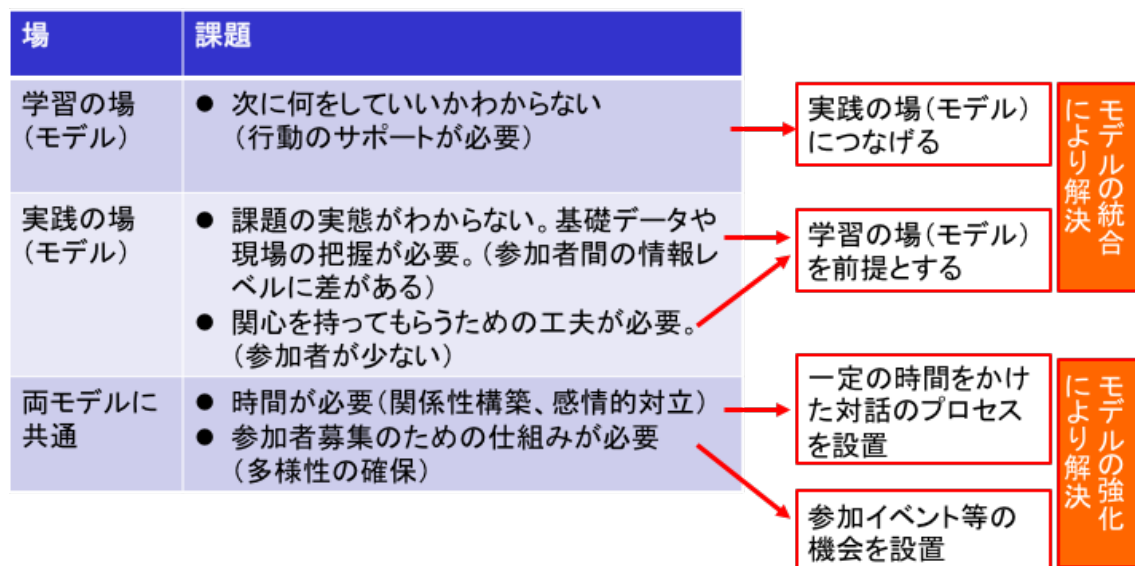 場
課題
学習の場
(モデル)
● 次に何をしていいかわからない
(行動のサポートが必要)
実践の場
(モデル)
● 課題の実態がわからない。基礎データや
現場の把握が必要。(参加者間の情報レ
ベルに差がある)
● 関心を持ってもらうための工夫が必要。
(参加者が少ない)
両モデルに
共通
● 時間が必要(関係性構築、感情的対立)
● 参加者募集のための仕組みが必要
(多様性の確保)
実践の場(モデル)
につなげる
学習の場(モデル)
を前提とする
モデルの統合
により解決
一定の時間をかけ
た対話のプロセス
を設置
参加イベント等の
機会を設置
モデルの強化
により解決